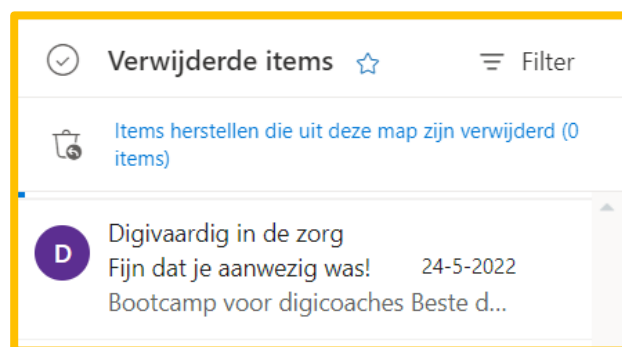 Verwijderde items
Filter
Items herstellen die uit deze map zijn verwijderd (0
items)
D
Digivaardig in de zorg
Fijn dat je aanwezig was! 24-5-2022
Bootcamp voor digicoaches Beste d...